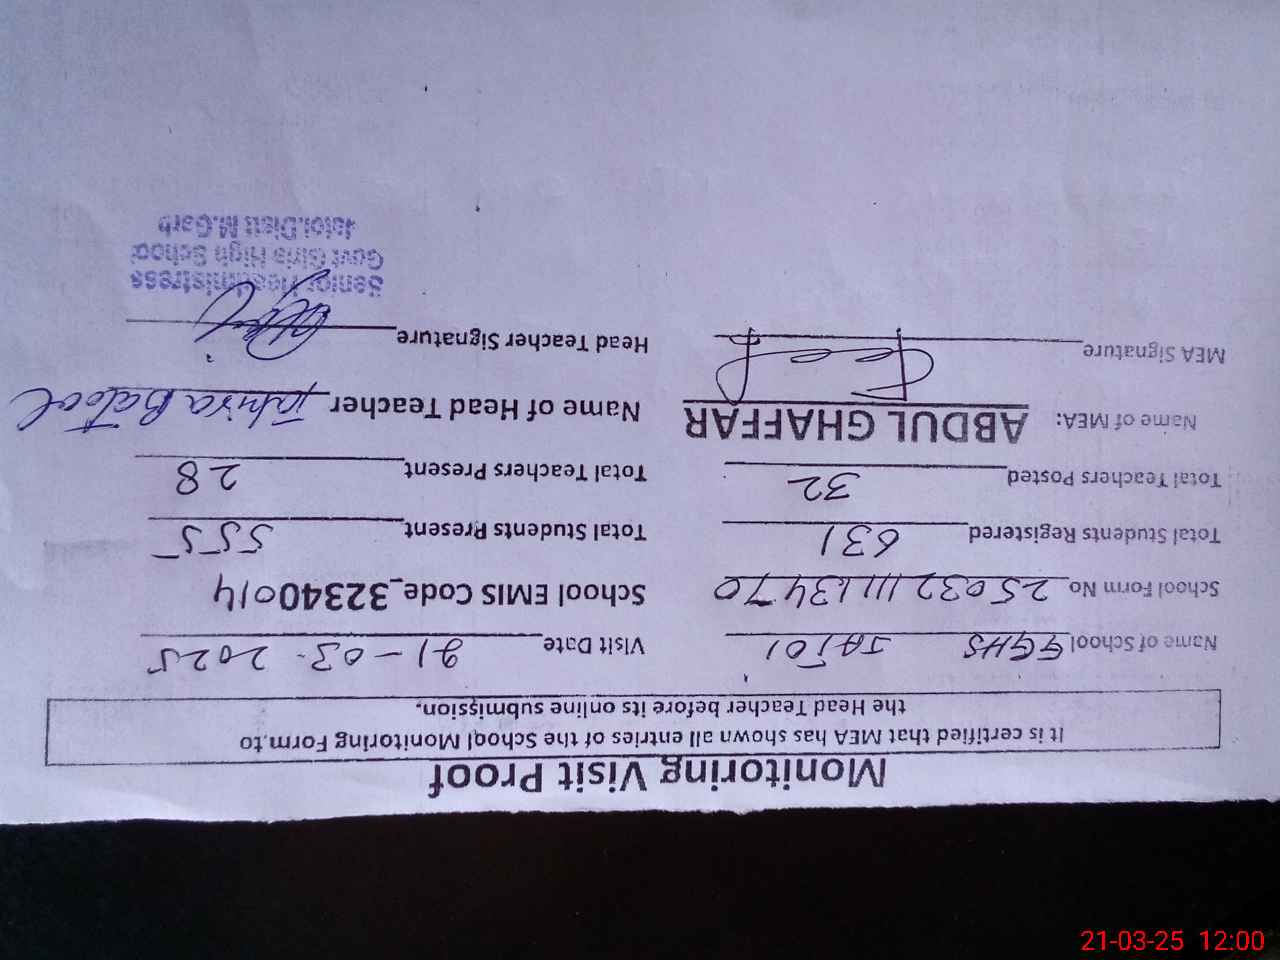 Monitoring Visit Proof
It is certified that MEA has shown all entries of the School Monitoring Form to
the Head Teacher before its online submission.
Name of School GGHS JATOI Visit Date 21-03-2025
School Form No 25032111113470 School EMIS Code_32340014
Total Students Registered 631 Total Students Present 555
Total Teachers Posted 32 Total Teachers Present 28
Name of MEA: ABDUL GHAFFAR Name of Head Teacher Tahira Batool
MEA Signature Head Teacher Signature
Senior Headmistress
Govt Girls High School
Jatoi.Distt M.Garh
21-03-25 12:00